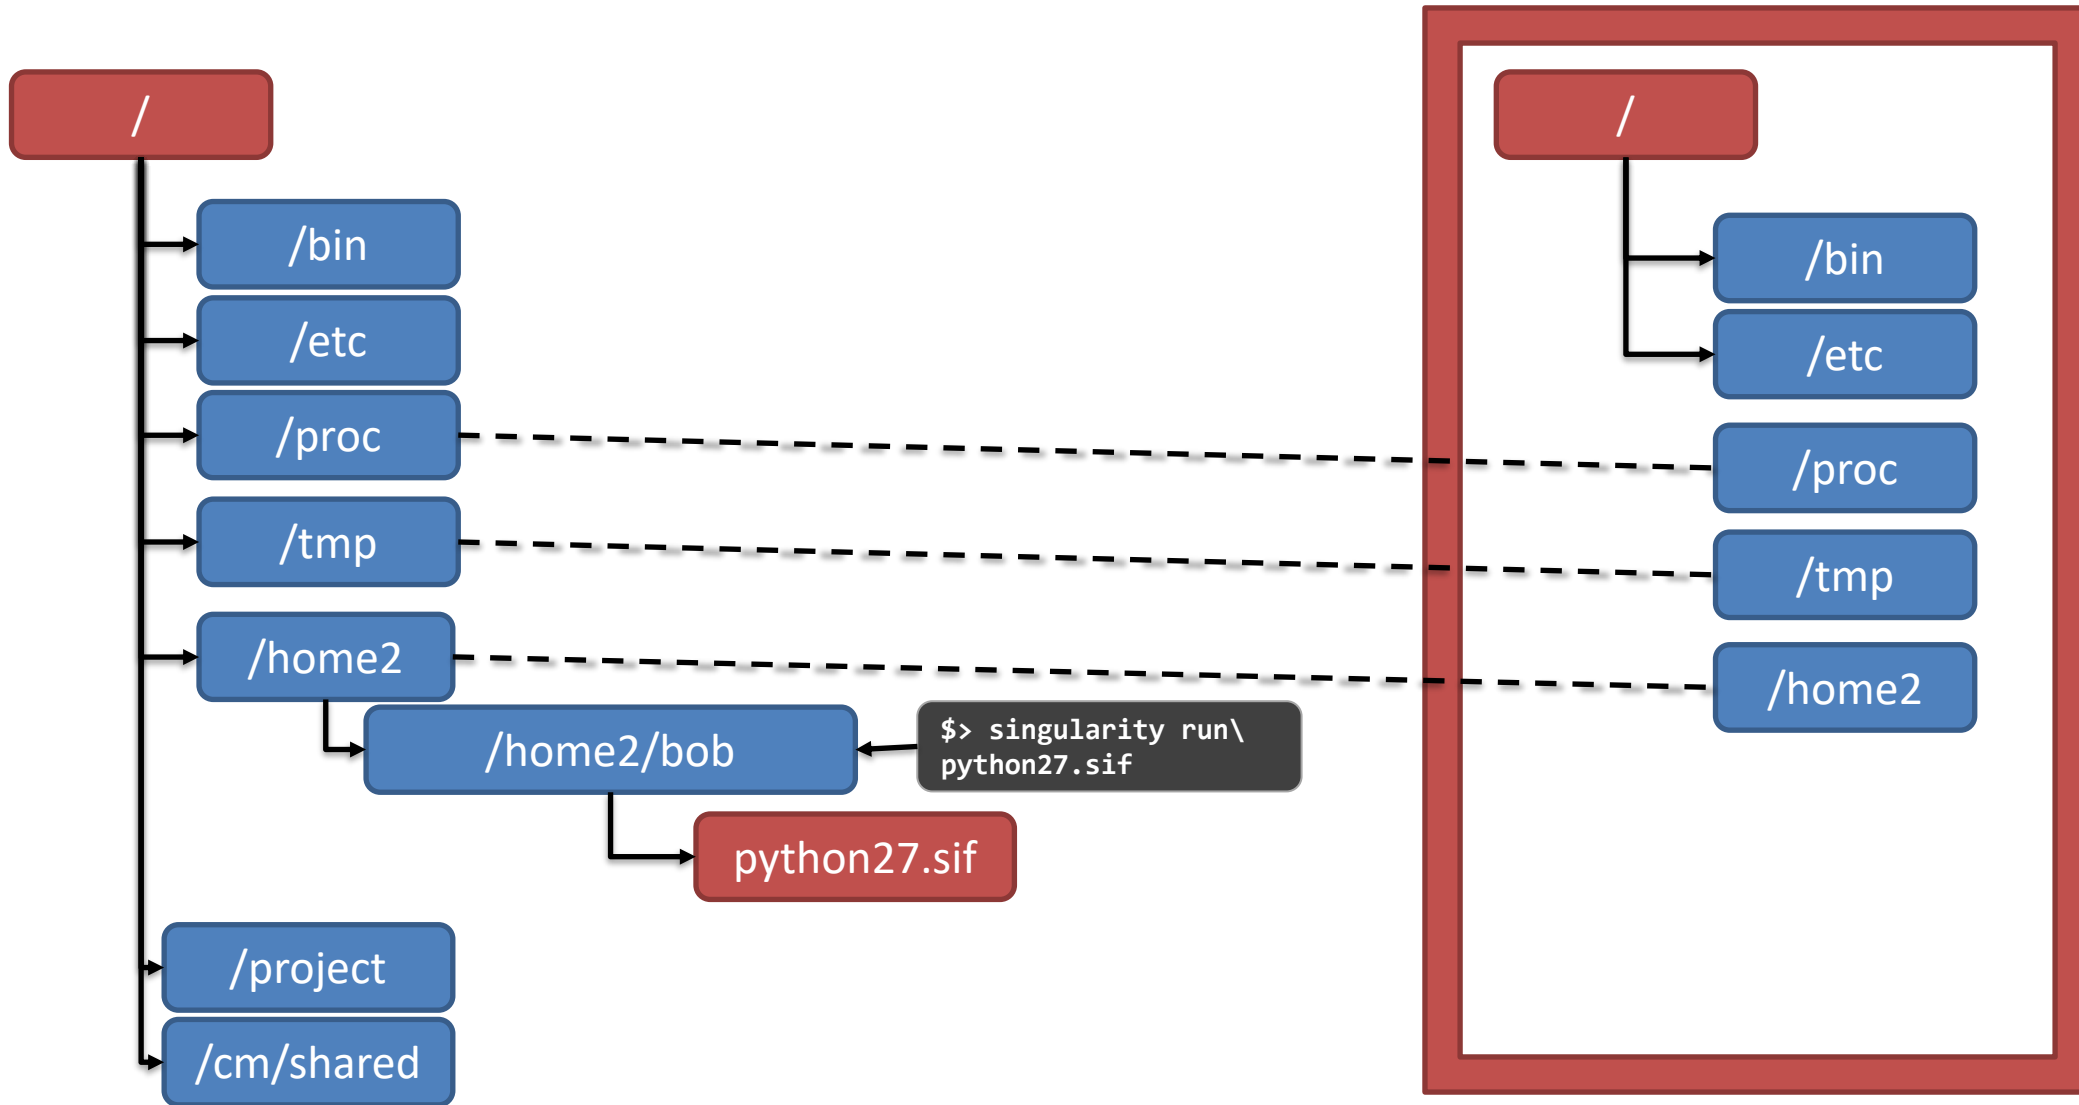 /
/bin
/etc
/proc
/tmp
/home2
/home2/bob
$> singularity run\
python27.sif
python27.sif
/project
/cm/shared
/
/bin
/etc
/proc
/tmp
/home2